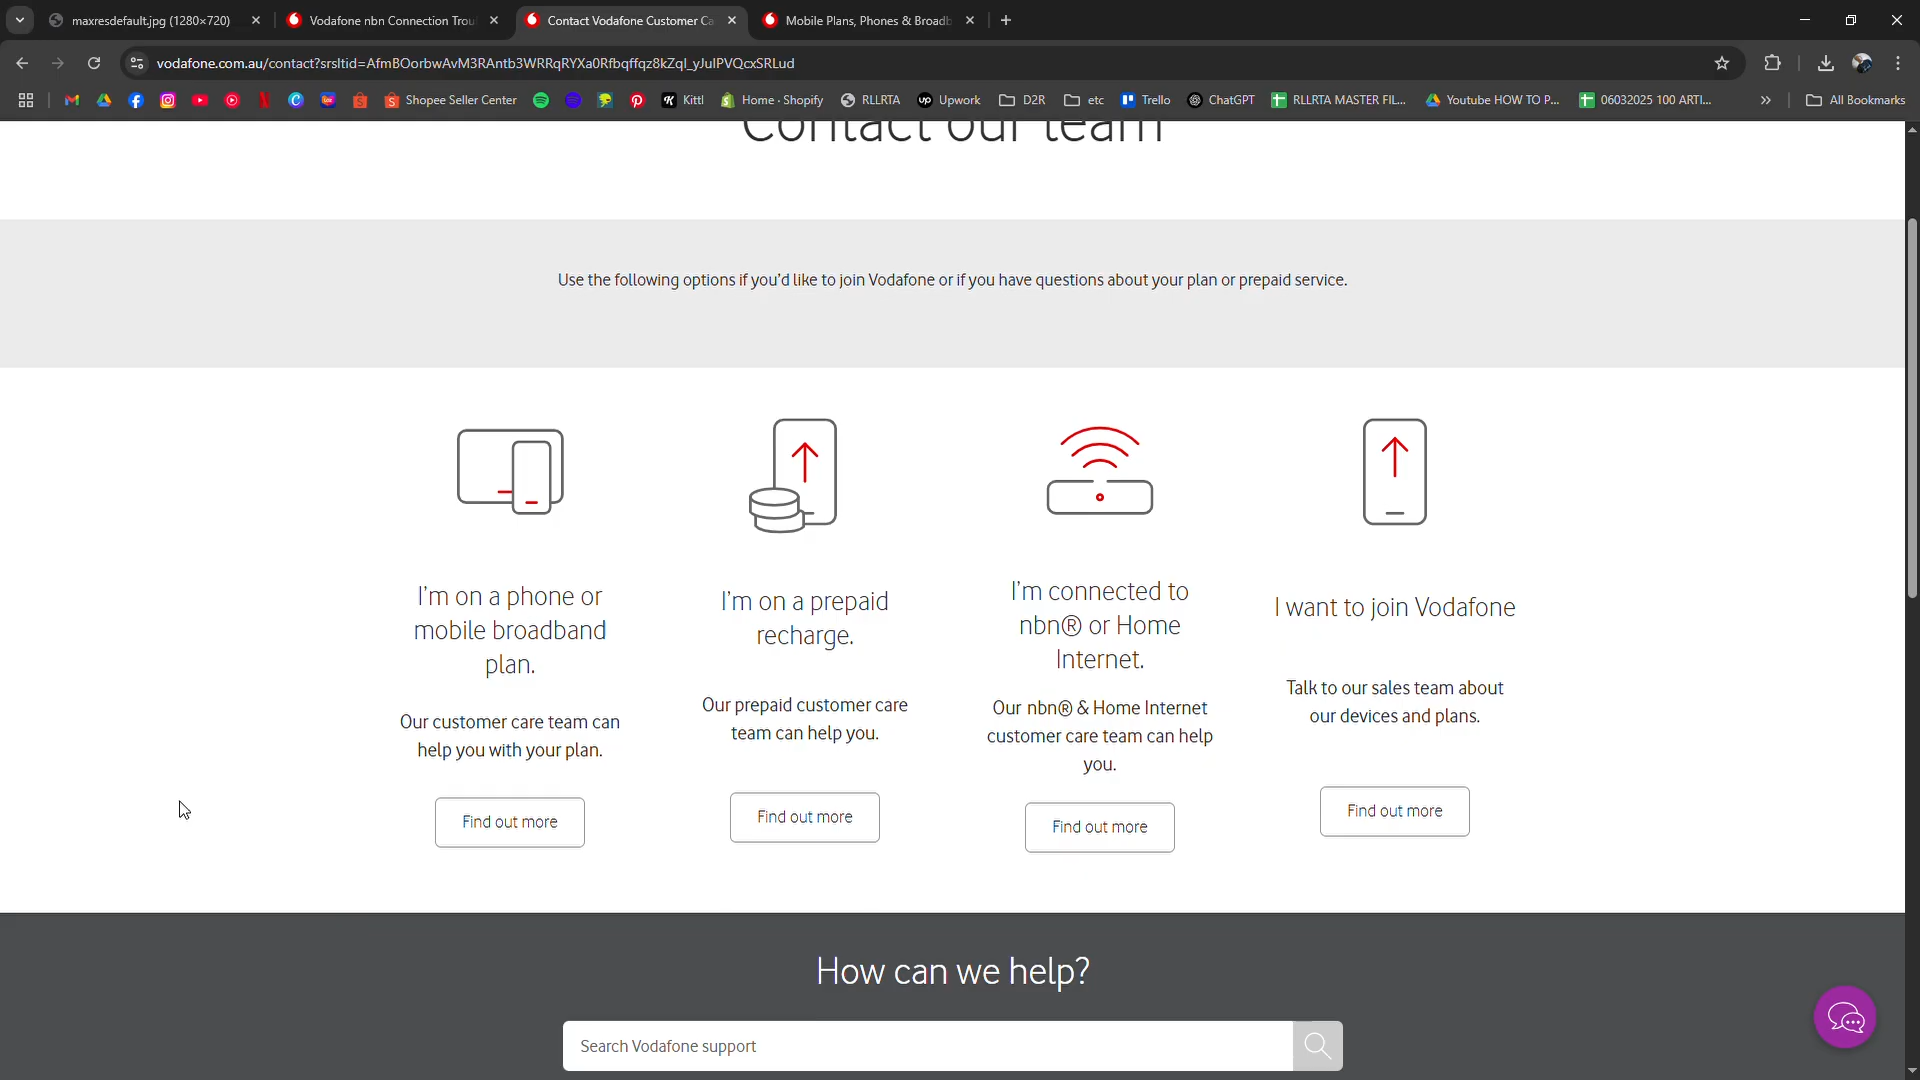 maxresdefault.jpg (1280×720)
Vodafone nbn Connection Trou
Contact Vodafone Customer Ca
Mobile Plans, Phones & Broadb
vodafone.com.au/contact?srsltid=AfmBOorbwAvM3RAntb3WRRqRYXa0Rfbqffqz8kZql_yJulPVQcxSRLud
Shopee Seller Center
Kittl
Home · Shopify
RLLRTA
Upwork
D2R
etc
Trello
ChatGPT
RLLRTA MASTER FIL...
Youtube HOW TO P...
06032025 100 ARTI...
All Bookmarks
Contact our team
Use the following options if you’d like to join Vodafone or if you have questions about your plan or prepaid service.
I’m on a phone or
mobile broadband
plan.
Our customer care team can
help you with your plan.
Find out more
I’m on a prepaid
recharge.
Our prepaid customer care
team can help you.
Find out more
I’m connected to
nbn® or Home
Internet.
Our nbn® & Home Internet
customer care team can help
you.
Find out more
I want to join Vodafone
Talk to our sales team about
our devices and plans.
Find out more
How can we help?
Search Vodafone support